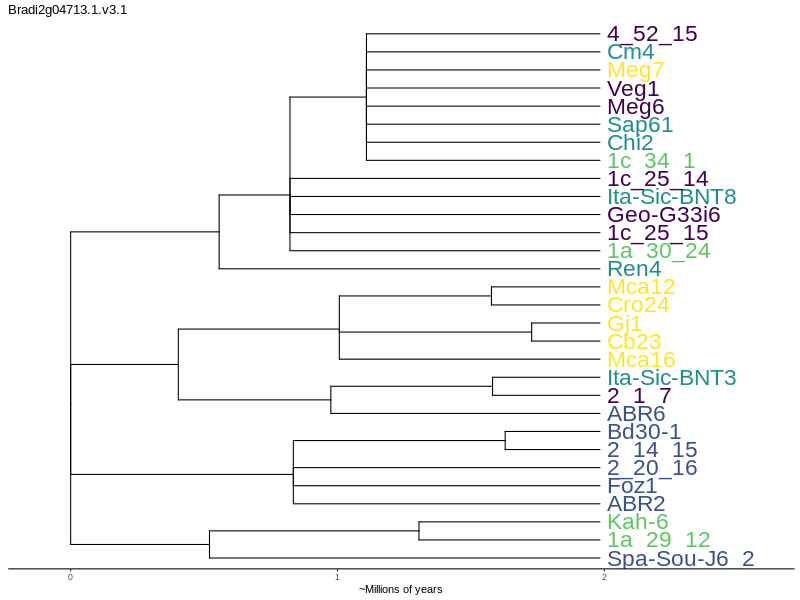 Bradi2g04713.1.v3.1
4_52_15
Cm4
Meg7
Veg1
Meg6
Sap61
Chi2
1c_34_1
1c_25_14
Ita-Sic-BNT8
Geo-G33i6
1c_25_15
1a_30_24
Ren4
Mca12
Cro24
Gj1
Cb23
Mca16
Ita-Sic-BNT3
2_1_7
ABR6
Bd30-1
2_14_15
2_20_16
Foz1
ABR2
Kah-6
1a_29_12
Spa-Sou-J6_2
0 1 2
~Millions of years